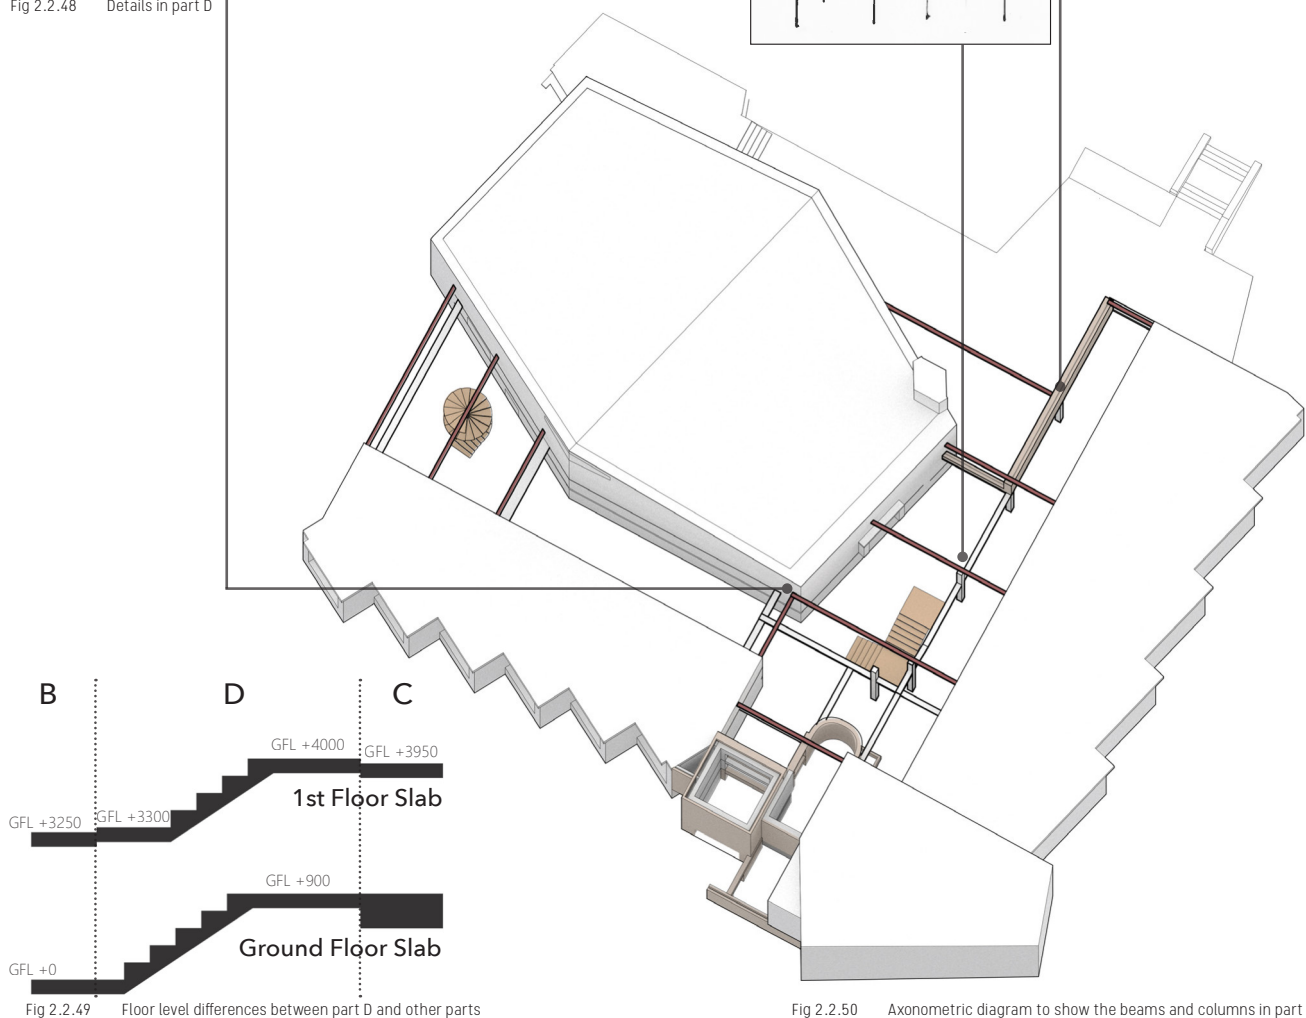 Fig 2.2.48 Details in part D
B D C
GFL +4000
GFL +3950
1st Floor Slab
GFL +3250
GFL +3300
GFL +900
Ground Floor Slab
GFL +0
Fig 2.2.49 Floor level differences between part D and other parts
Fig 2.2.50 Axonometric diagram to show the beams and columns in part